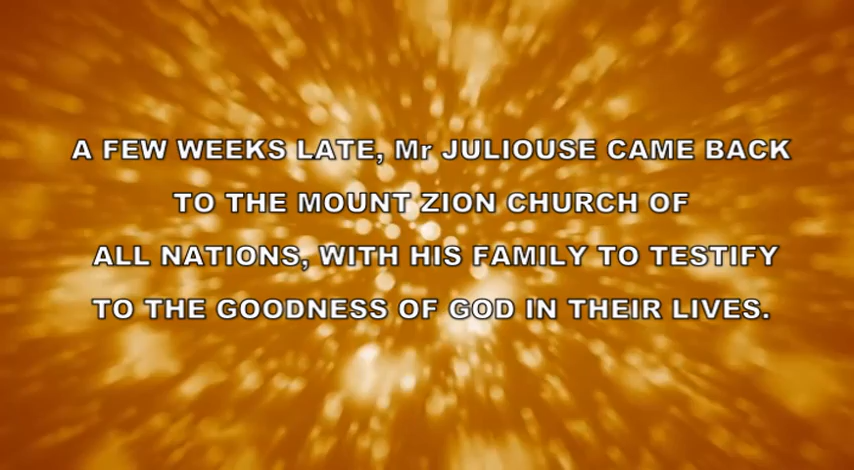 A FEW WEEKS LATE, Mr JULIOUSE CAME BACK
TO THE MOUNT ZION CHURCH OF
ALL NATIONS, WITH HIS FAMILY TO TESTIFY
TO THE GOODNESS OF GOD IN THEIR LIVES.